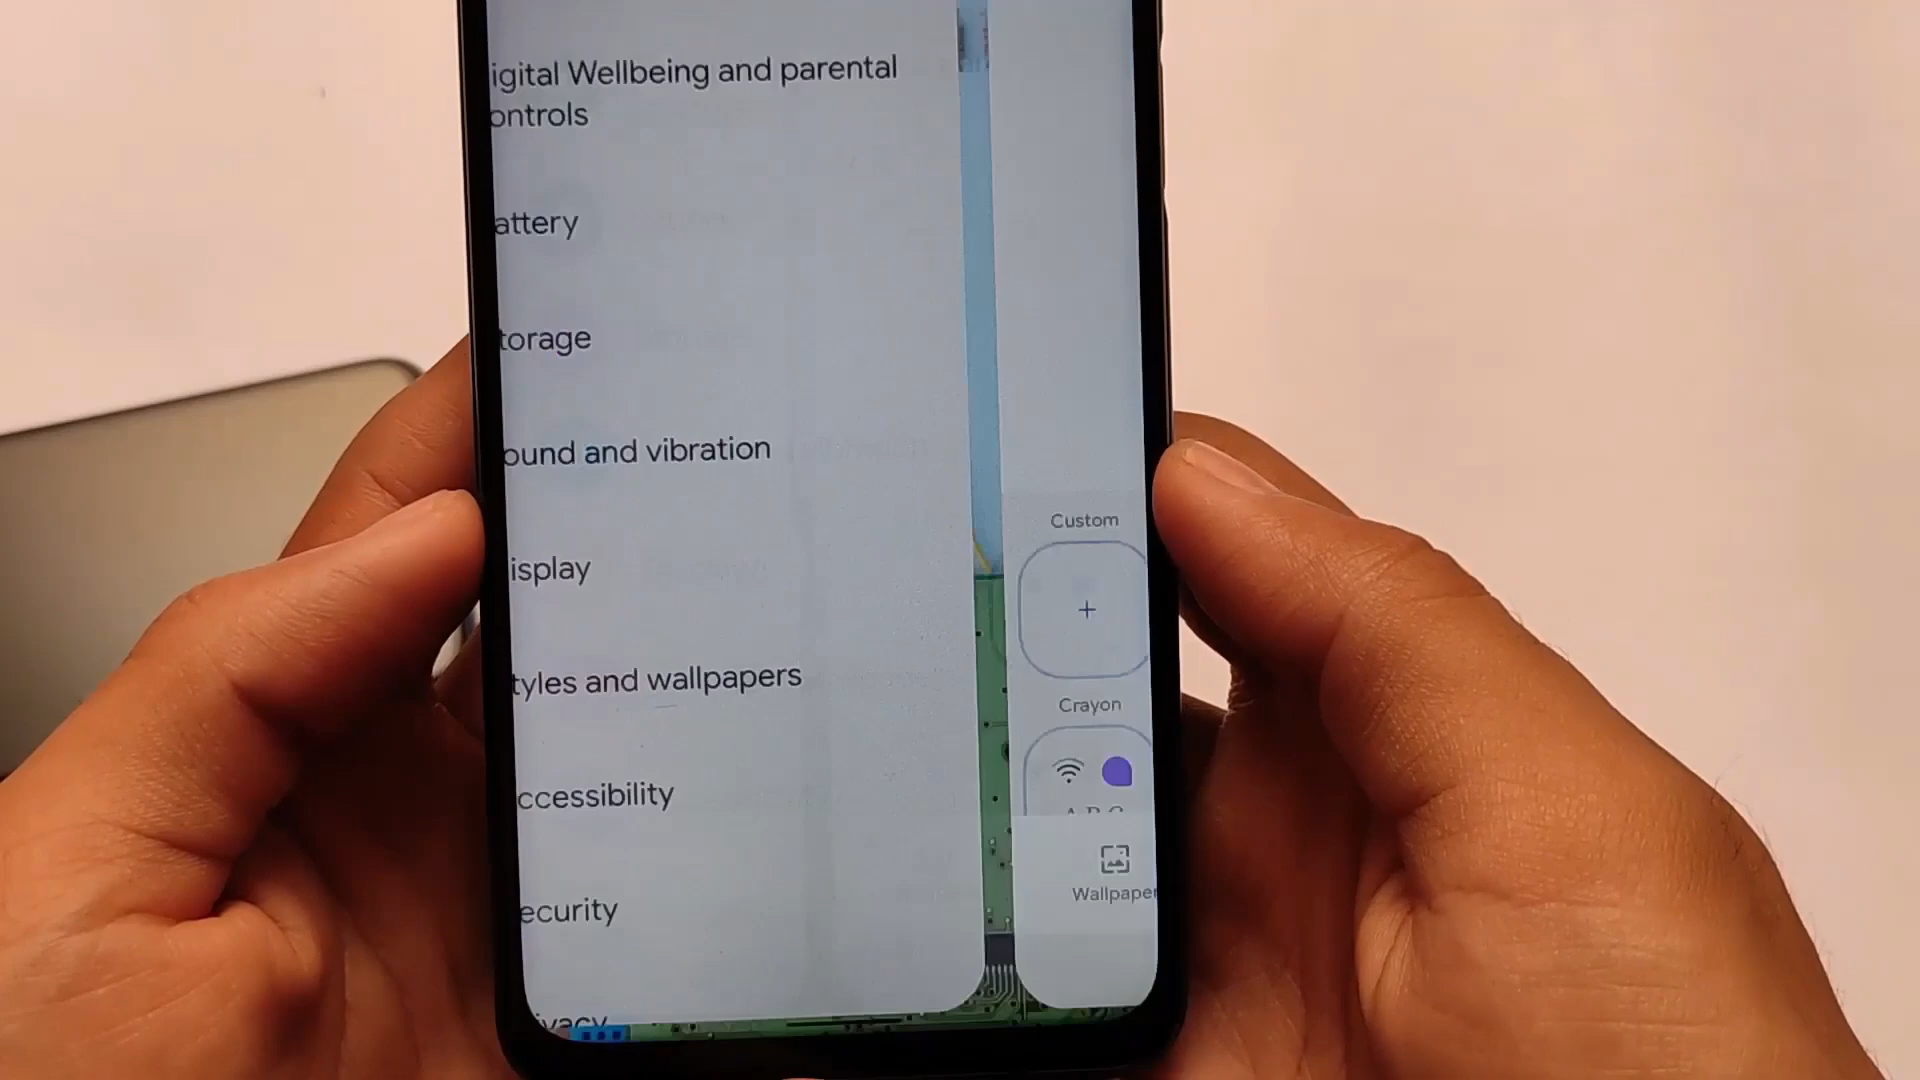 igital Wellbeing and parental
ontrols
attery
torage
ound and vibration
isplay
tyles and wallpapers
ccessibility
ecurity
ivacy
Custom
+
Crayon
Wallpaper